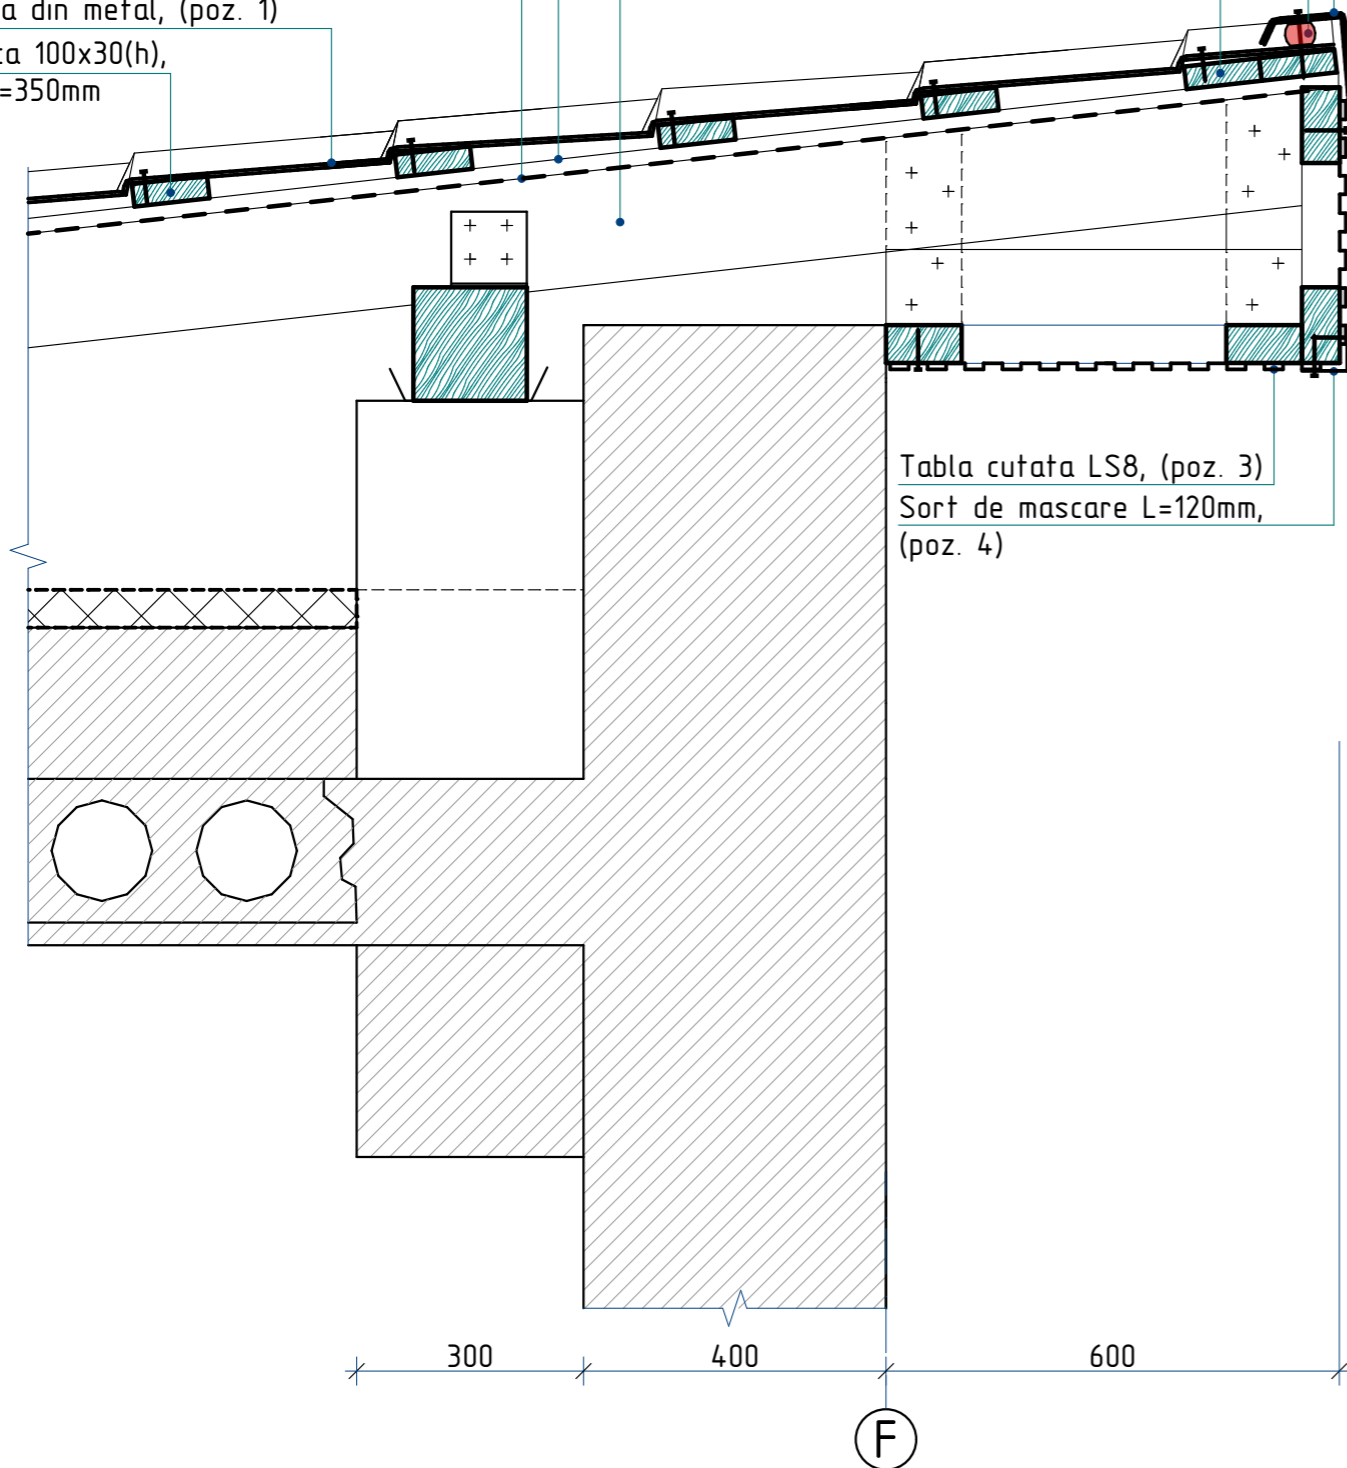 din metal, (poz. 1)
100x30(h),
=350mm
Tabla cutata LS8, (poz. 3)
Sort de mascare L=120mm,
(poz. 4)
300 400 600
F